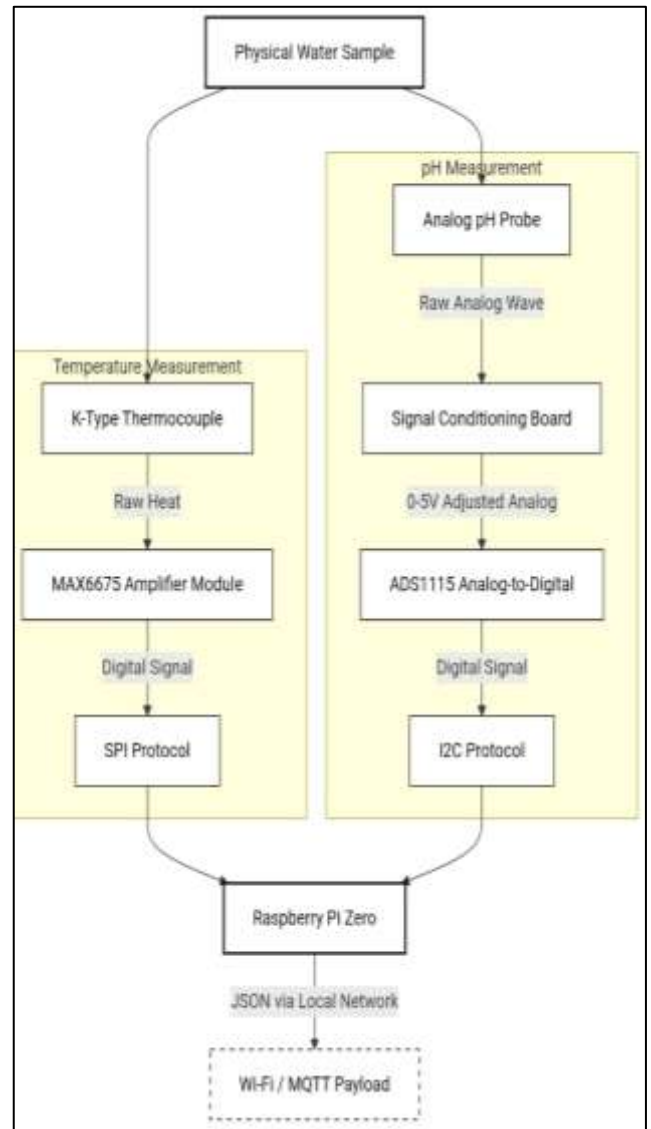 Physical Water Sample
pH Measurement
Analog pH Probe
Raw Analog Wave
Temperature Measurement
K-Type Thermocouple
Signal Conditioning Board
Raw Heat
0-5V Adjusted Analog
MAX6675 Amplifier Module
ADS1115 Analog-to-Digital
Digital Signal
Digital Signal
SPI Protocol
I2C Protocol
Raspberry Pi Zero
JSON via Local Network
Wi-Fi / MQTT Payload